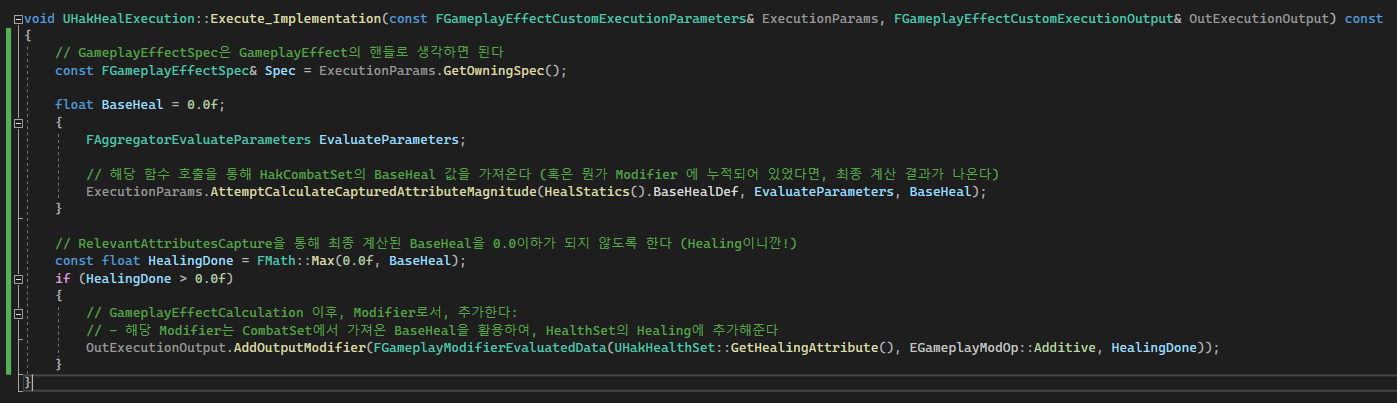 void UHakHealExecution::Execute_Implementation(const FGameplayEffectCustomExecutionParameters& ExecutionParams, FGameplayEffectCustomExecutionOutput& OutExecutionOutput) const
{
// GameplayEffectSpec은 GameplayEffect의 핸들로 생각하면 된다
const FGameplayEffectSpec& Spec = ExecutionParams.GetOwningSpec();
float BaseHeal = 0.0f;
{
FAggregatorEvaluateParameters EvaluateParameters;
// 해당 함수 호출을 통해 HakCombatSet의 BaseHeal 값을 가져온다 (혹은 뭔가 Modifier 에 누적되어 있었다면, 최종 계산 결과가 나온다)
ExecutionParams.AttemptCalculateCapturedAttributeMagnitude(HealStatics().BaseHealDef, EvaluateParameters, BaseHeal);
}
// RelevantAttributesCapture을 통해 최종 계산된 BaseHeal을 0.0이하가 되지 않도록 한다 (Healing이니깐!)
const float HealingDone = FMath::Max(0.0f, BaseHeal);
if (HealingDone > 0.0f)
{
// GameplayEffectCalculation 이후, Modifier로서, 추가한다:
// - 해당 Modifier는 CombatSet에서 가져온 BaseHeal을 활용하여, HealthSet의 Healing에 추가해준다
OutExecutionOutput.AddOutputModifier(FGameplayModifierEvaluatedData(UHakHealthSet::GetHealingAttribute(), EGameplayModOp::Additive, HealingDone));
}
}